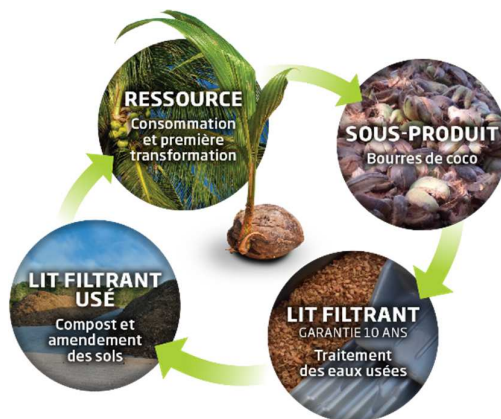 RESSOURCE
Consommation
et première
transformation
SOUS-PRODUIT
Bourres de coco
LIT FILTRANT
GARANTIE 10 ANS
Traitement
des eaux usées
LIT FILTRANT
USÉ
Compost et
amendement
des sols